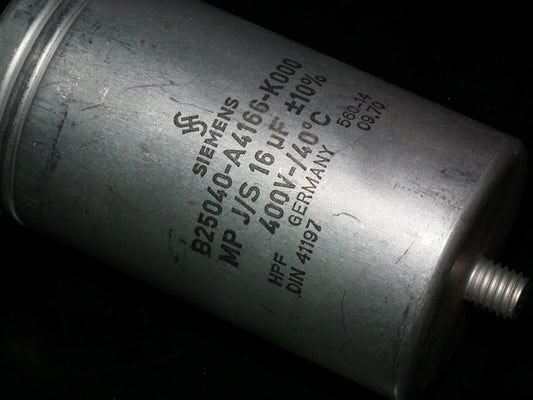 SIEMENS
B25040-A4166-K000
MP J/S 16 µF ±10%
400V-/40°C
HPF GERMANY 560-14
DIN 41197 09.70